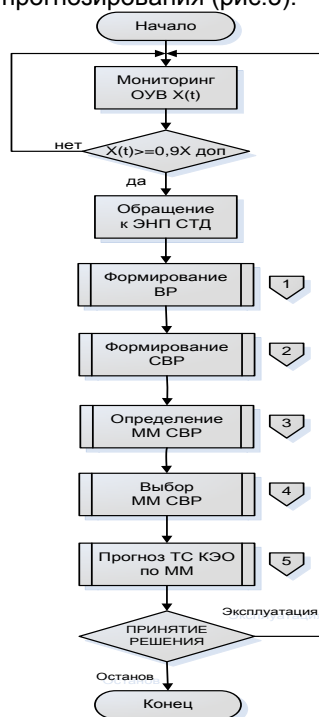 прогнозирования (рис.3).
Начало
Мониторинг
ОУВ X(t)
нет
X(t)>=0,9X доп
да
Обращение
к ЭНП СТД
Формирование
ВР
1
Формирование
СВР
2
Определение
ММ СВР
3
Выбор
ММ СВР
4
Прогноз ТС КЭО
по ММ
5
Эксплуатация
ПРИНЯТИЕ
РЕШЕНИЯ
Останов
Конец